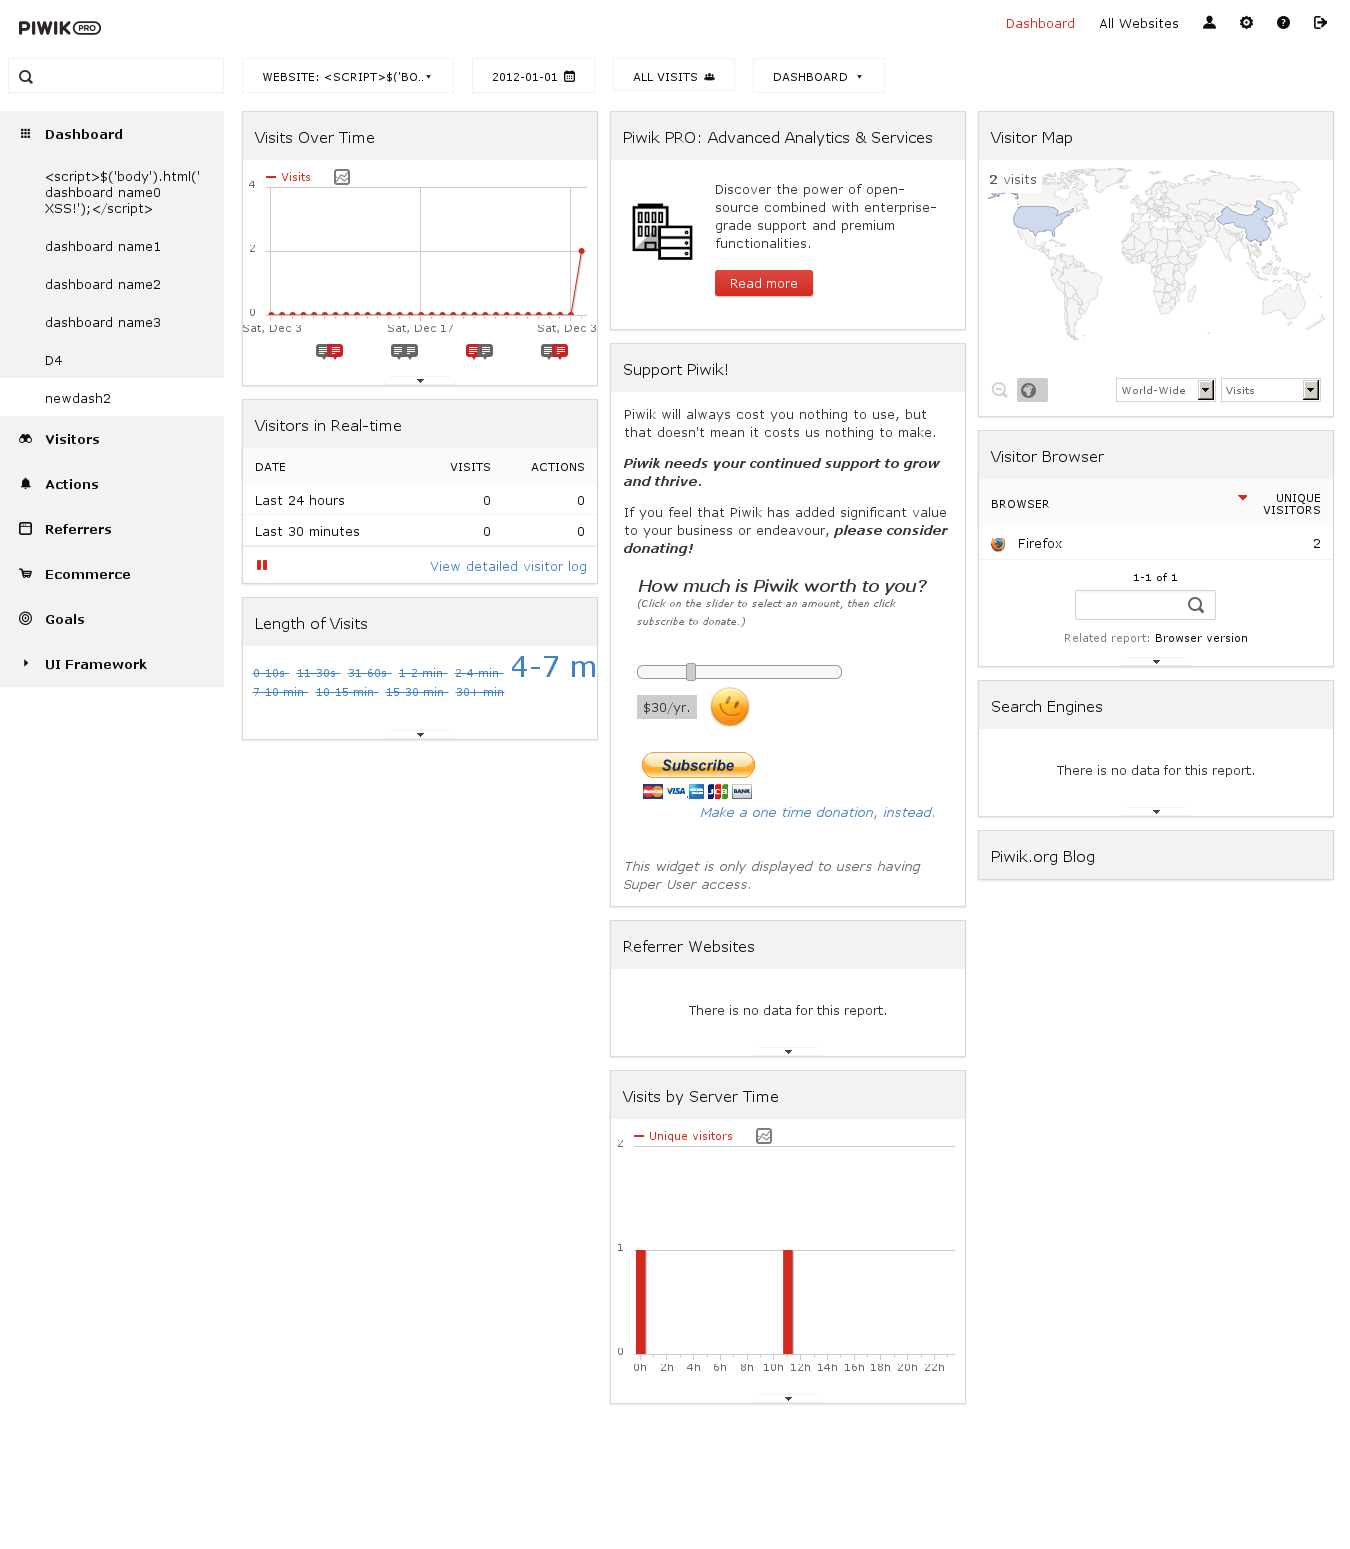 PIWIK PRO
Dashboard
All Websites
WEBSITE: <SCRIPT>$('BO..
2012-01-01
ALL VISITS
DASHBOARD
Dashboard
<script>$('body').html('
dashboard name0
XSS!');</script>
dashboard name1
dashboard name2
dashboard name3
D4
newdash2
Visitors
Actions
Referrers
Ecommerce
Goals
UI Framework
Visits Over Time
Visits
4
2
0
Sat, Dec 3
Sat, Dec 17
Sat, Dec 3
Visitors in Real-time
DATE VISITS ACTIONS
Last 24 hours 0 0
Last 30 minutes 0 0
View detailed visitor log
Length of Visits
0-10s 11-30s 31-60s 1-2 min 2-4 min 4-7 m
7-10 min 10-15 min 15-30 min 30+ min
Piwik PRO: Advanced Analytics & Services
Discover the power of open-
source combined with enterprise-
grade support and premium
functionalities.
Read more
Support Piwik!
Piwik will always cost you nothing to use, but
that doesn't mean it costs us nothing to make.
Piwik needs your continued support to grow
and thrive.
If you feel that Piwik has added significant value
to your business or endeavour, please consider
donating!
How much is Piwik worth to you?
(Click on the slider to select an amount, then click
subscribe to donate.)
$30/yr.
Subscribe
MasterCard VISA JCB BANK
Make a one time donation, instead.
This widget is only displayed to users having
Super User access.
Referrer Websites
There is no data for this report.
Visits by Server Time
Unique visitors
2
1
0
0h 2h 4h 6h 8h 10h 12h 14h 16h 18h 20h 22h
Visitor Map
2 visits
World-Wide
Visits
Visitor Browser
BROWSER
UNIQUE
VISITORS
Firefox 2
1-1 of 1
Related report: Browser version
Search Engines
There is no data for this report.
Piwik.org Blog